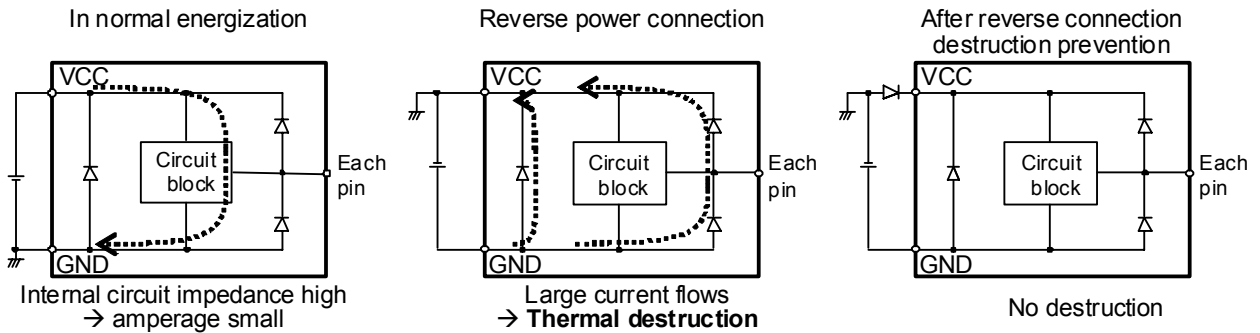 In normal energization
VCC
Circuit
block
Each
pin
GND
Internal circuit impedance high
→ amperage small
Reverse power connection
VCC
Circuit
block
Each
pin
GND
Large current flows
→ Thermal destruction
After reverse connection
destruction prevention
VCC
Circuit
block
Each
pin
GND
No destruction